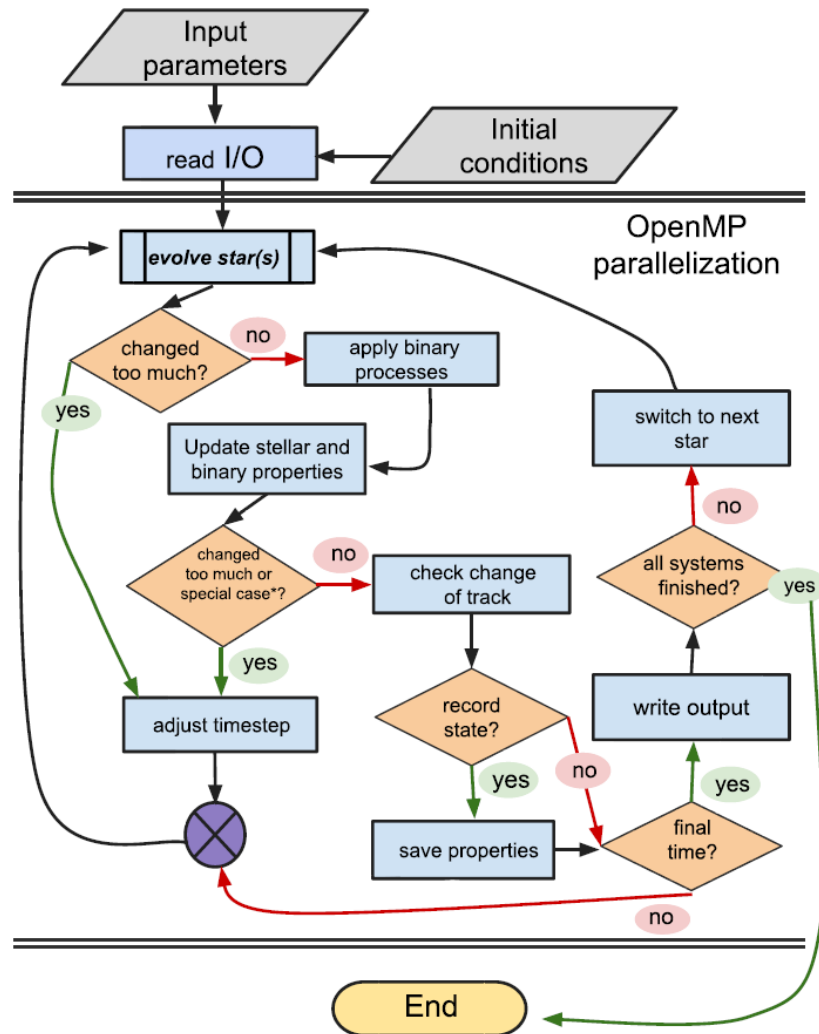 Input
parameters
Initial
conditions
read I/O
OpenMP
parallelization
evolve star(s)
changed
too much?
no
apply binary
processes
yes
Update stellar and
binary properties
switch to next
star
no
changed
too much or
special case*?
no
check change
of track
all systems
finished?
yes
yes
adjust timestep
record
state?
write output
yes
no
yes
save properties
final
time?
no
End